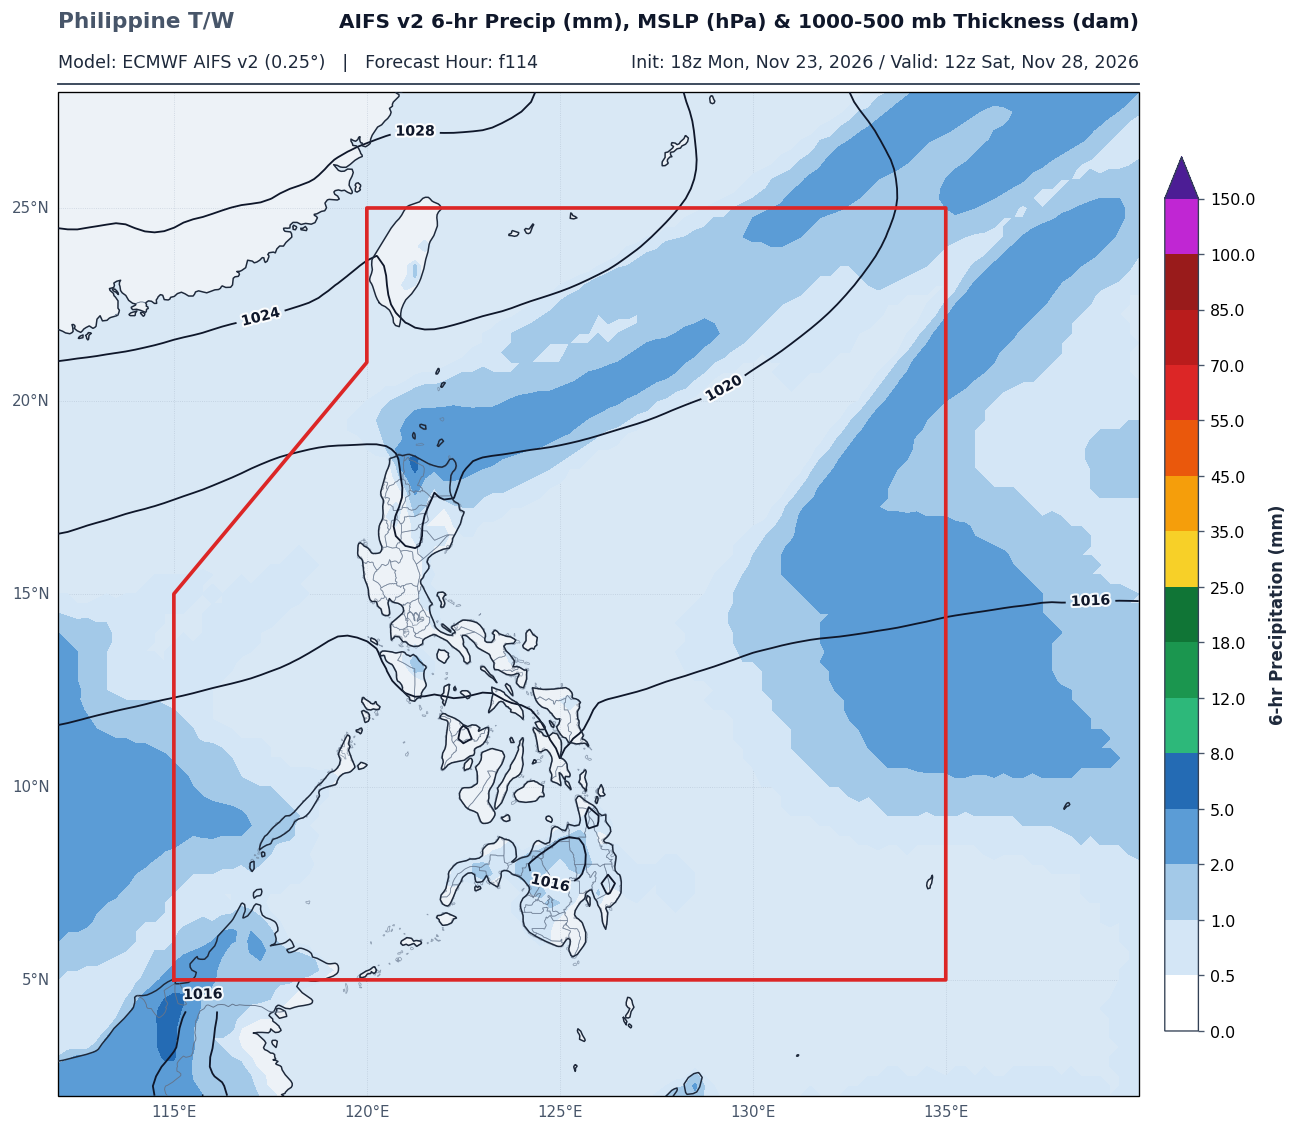 Philippine T/W
AIFS v2 6-hr Precip (mm), MSLP (hPa) & 1000-500 mb Thickness (dam)
Model: ECMWF AIFS v2 (0.25°) | Forecast Hour: f114
Init: 18z Mon, Nov 23, 2026 / Valid: 12z Sat, Nov 28, 2026
1028
1024
1020
1016
1016
1016
25°N
20°N
15°N
10°N
5°N
115°E
120°E
125°E
130°E
135°E
150.0
100.0
85.0
70.0
55.0
45.0
35.0
25.0
18.0
12.0
8.0
5.0
2.0
1.0
0.5
0.0
6-hr Precipitation (mm)